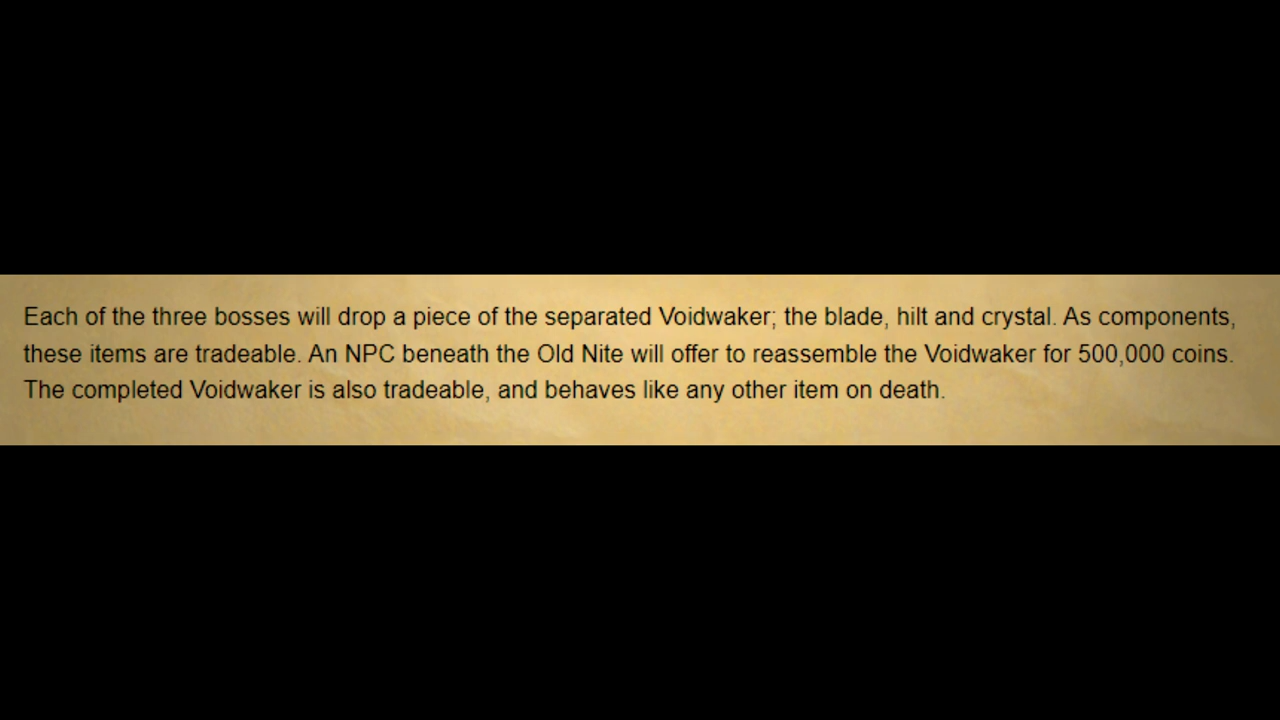 Each of the three bosses will drop a piece of the separated Voidwaker; the blade, hilt and crystal. As components,
these items are tradeable. An NPC beneath the Old Nite will offer to reassemble the Voidwaker for 500,000 coins.
The completed Voidwaker is also tradeable, and behaves like any other item on death.